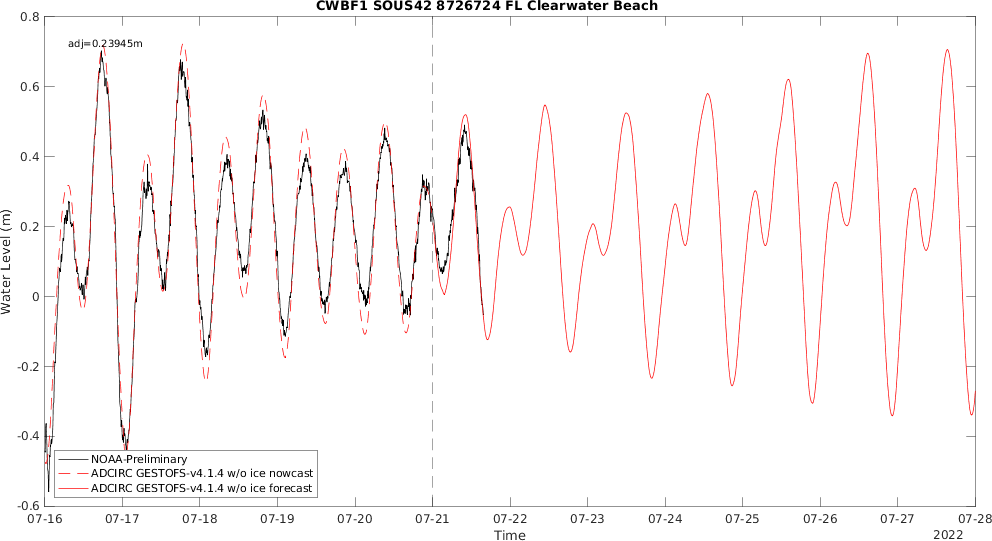 CWBF1 SOUS42 8726724 FL Clearwater Beach
adj=0.23945m
0.8
0.6
0.4
0.2
0
-0.2
-0.4
-0.6
Water Level (m)
NOAA-Preliminary
ADCIRC GESTOFS-v4.1.4 w/o ice nowcast
ADCIRC GESTOFS-v4.1.4 w/o ice forecast
07-16 07-17 07-18 07-19 07-20 07-21 07-22 07-23 07-24 07-25 07-26 07-27 07-28
Time
2022